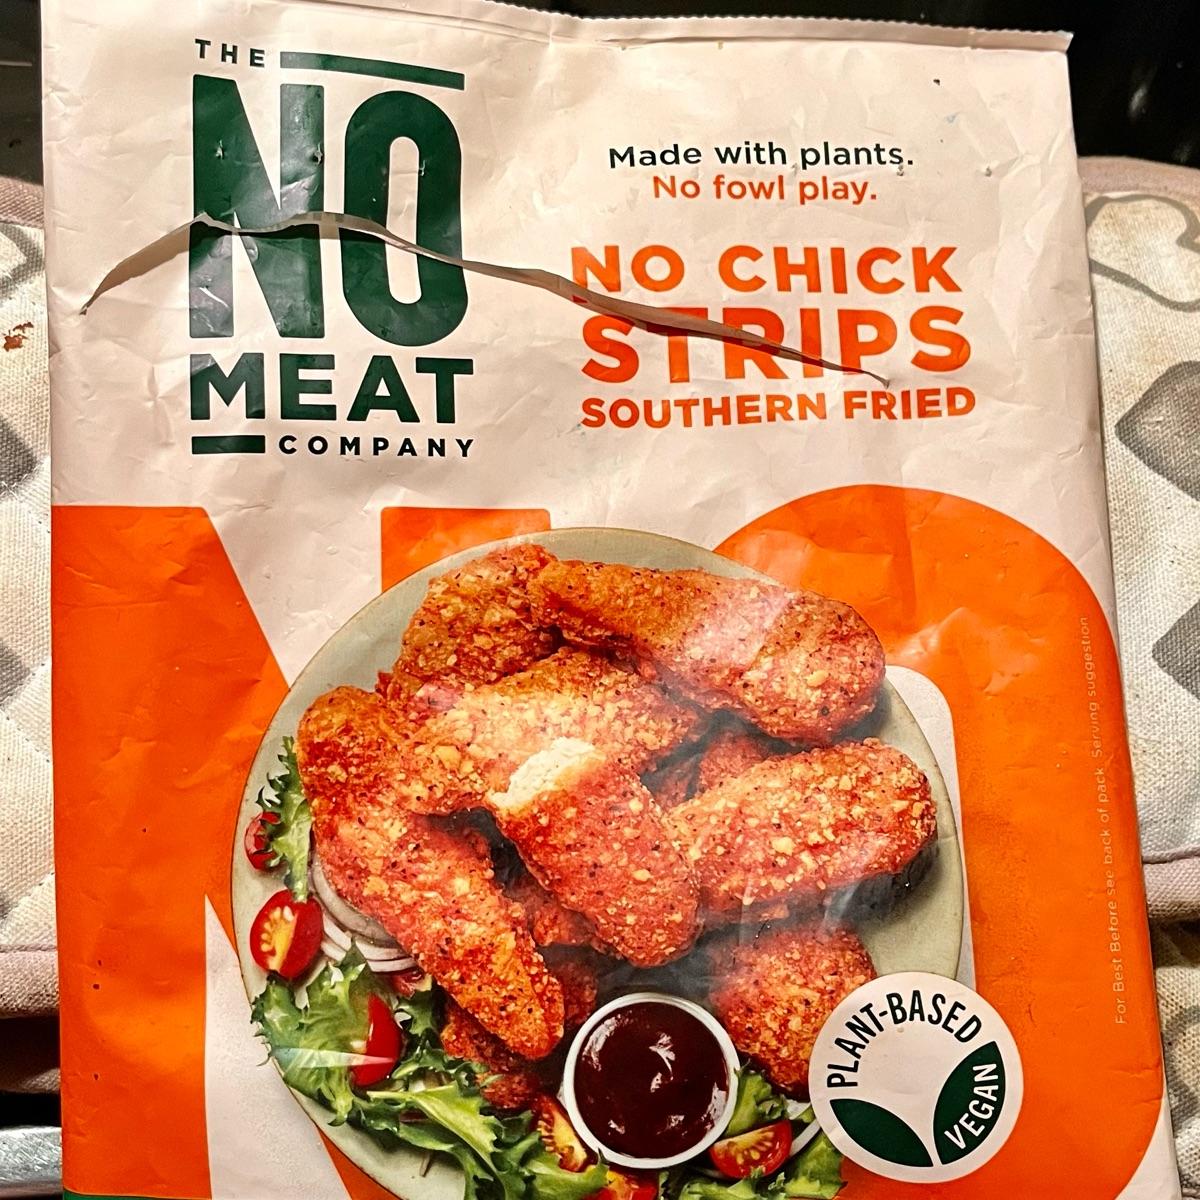 THE
NO
MEAT
COMPANY
Made with plants.
No fowl play.
NO CHICK
STRIPS
SOUTHERN FRIED
NO
PLANT-BASED
VEGAN
For Best Before see back of pack. Serving suggestion